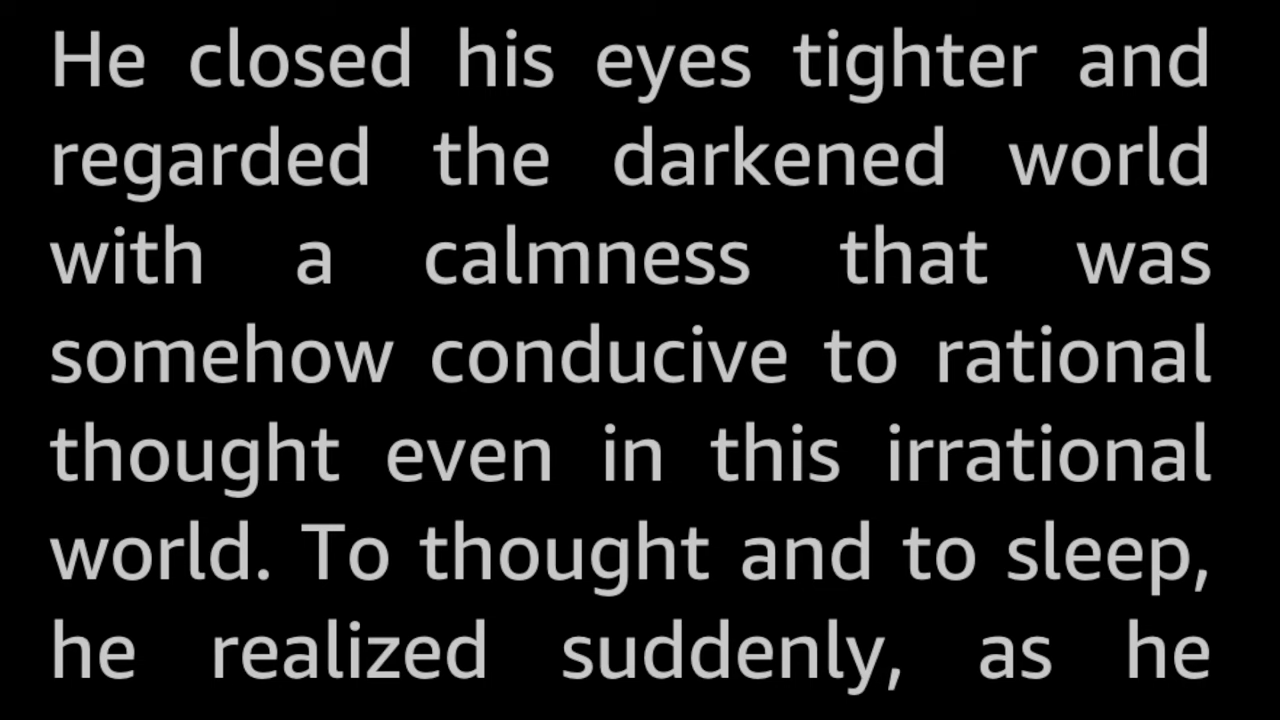 He closed his eyes tighter and
regarded the darkened world
with a calmness that was
somehow conducive to rational
thought even in this irrational
world. To thought and to sleep,
he realized suddenly, as he